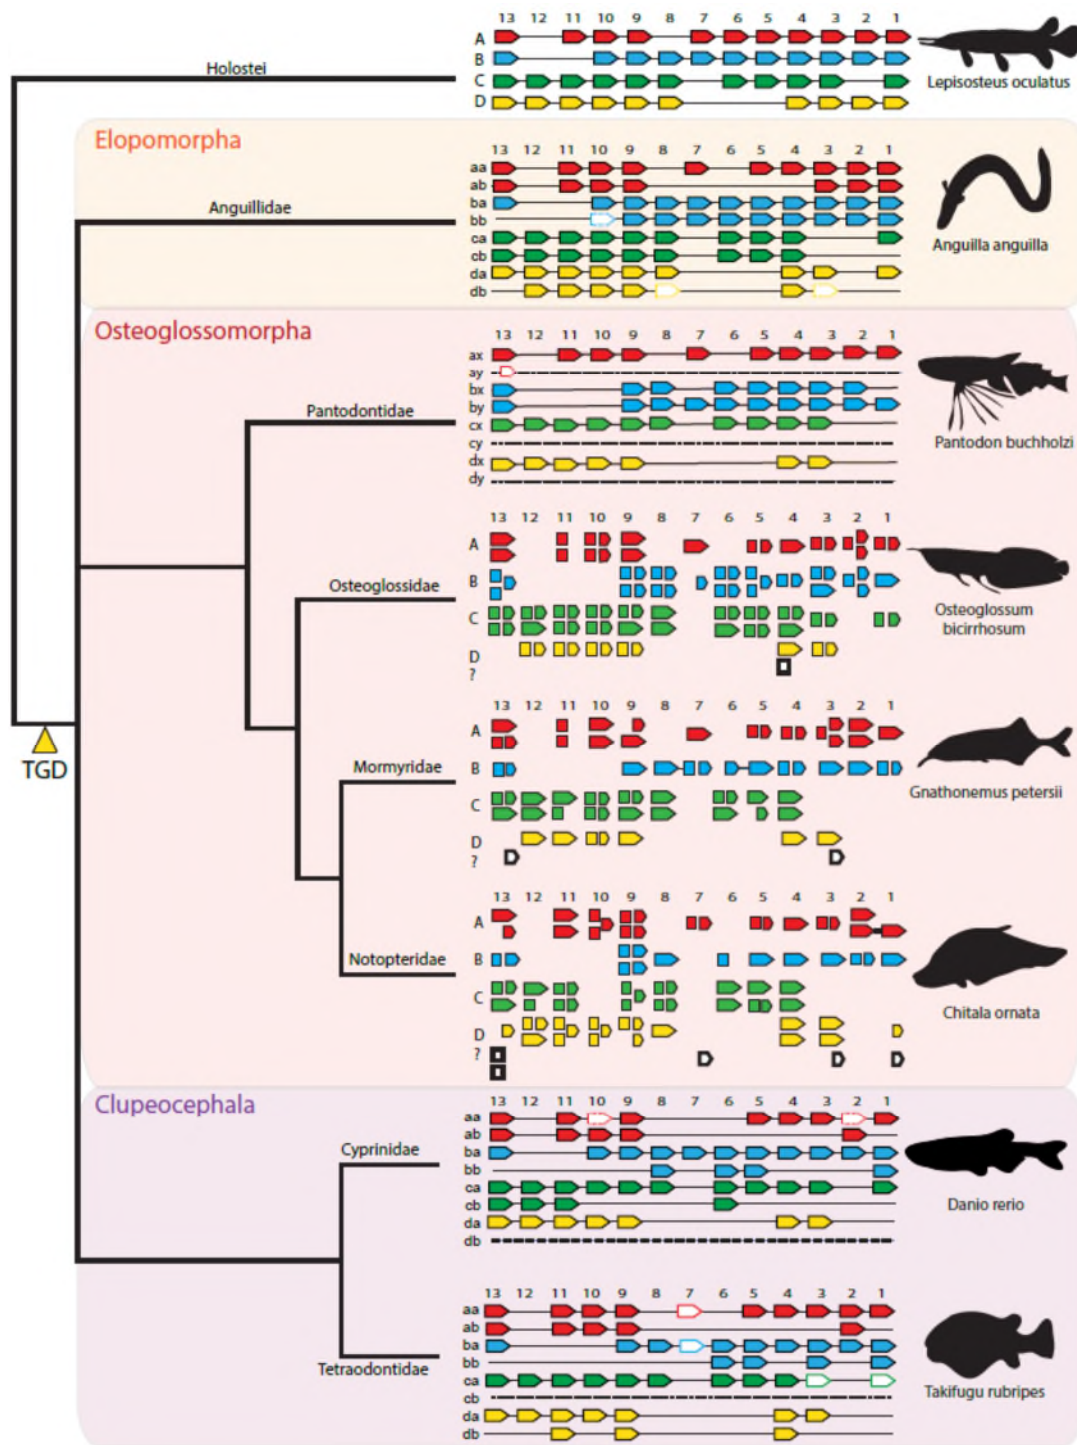 13 12 11 10 9 8 7 6 5 4 3 2 1
A
B
C
D
Holostei
Lepisosteus oculatus
Elopomorpha
13 12 11 10 9 8 7 6 5 4 3 2 1
aa
ab
ba
bb
ca
cb
da
db
Anguillidae
Anguilla anguilla
Osteoglossomorpha
13 12 11 10 9 8 7 6 5 4 3 2 1
ax
ay
bx
by
cx
cy
dx
dy
Pantodontidae
Pantodon buchholzi
13 12 11 10 9 8 7 6 5 4 3 2 1
A
B
C
D
?
Osteoglossidae
Osteoglossum
bicirrhosum
13 12 11 10 9 8 7 6 5 4 3 2 1
A
B
C
D
?
TGD
Mormyridae
Gnathonemus petersii
13 12 11 10 9 8 7 6 5 4 3 2 1
A
B
C
D
?
Notopteridae
Chitala ornata
Clupeocephala
13 12 11 10 9 8 7 6 5 4 3 2 1
aa
ab
ba
bb
ca
cb
da
db
Cyprinidae
Danio rerio
13 12 11 10 9 8 7 6 5 4 3 2 1
aa
ab
ba
bb
ca
cb
da
db
Tetraodontidae
Takifugu rubripes